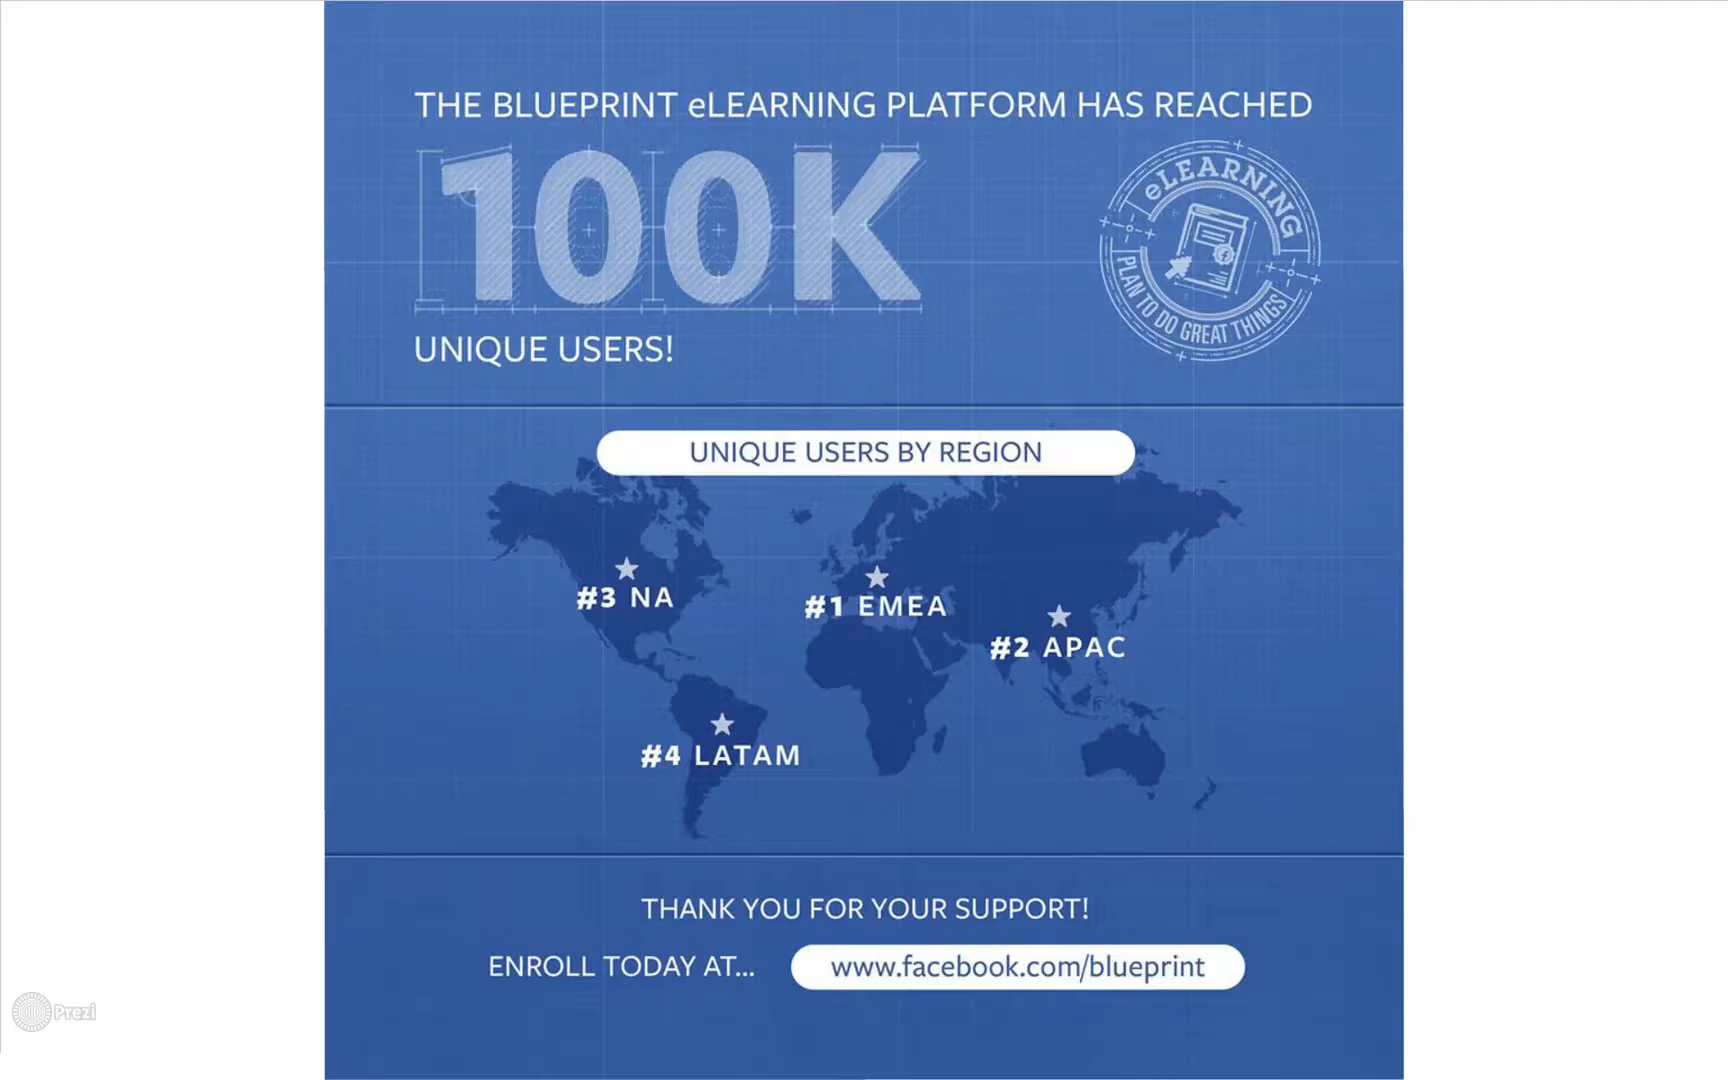 THE BLUEPRINT eLEARNING PLATFORM HAS REACHED
100K
eLEARNING
PLAN TO DO GREAT THINGS
UNIQUE USERS!
UNIQUE USERS BY REGION
#3 NA
#1 EMEA
#2 APAC
#4 LATAM
THANK YOU FOR YOUR SUPPORT!
ENROLL TODAY AT... www.facebook.com/blueprint
Prezi